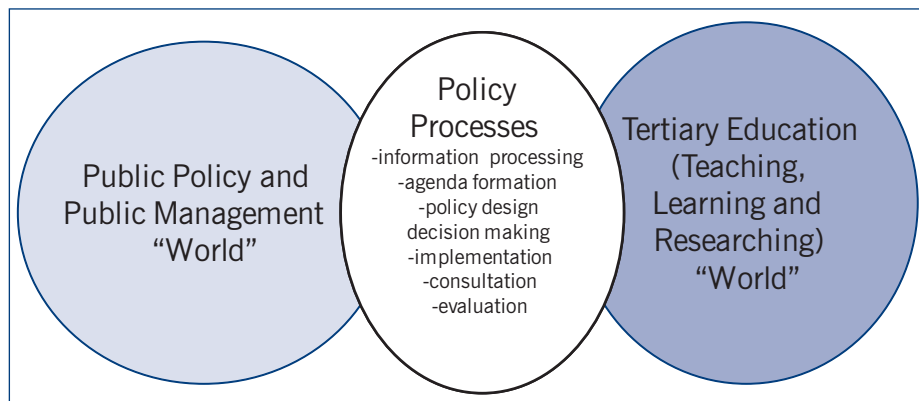 Public Policy and
Public Management
“World”
Policy
Processes
-information processing
-agenda formation
-policy design
decision making
-implementation
-consultation
-evaluation
Tertiary Education
(Teaching,
Learning and
Researching)
“World”